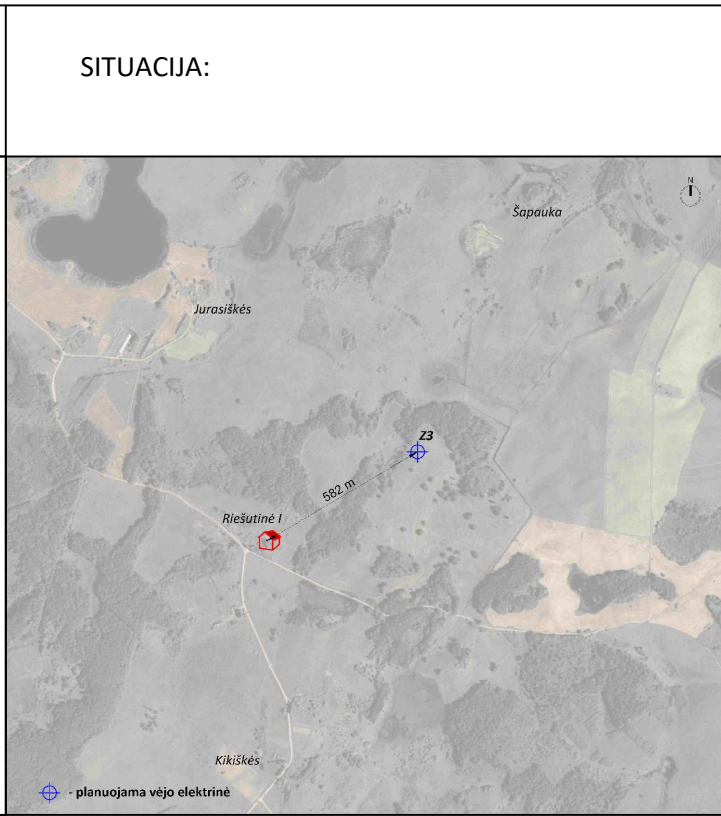 SITUACIJA:
N
Šapauka
Jurasiškės
Z3
582 m
Riešutinė I
Kikiškės
- planuojama vėjo elektrinė